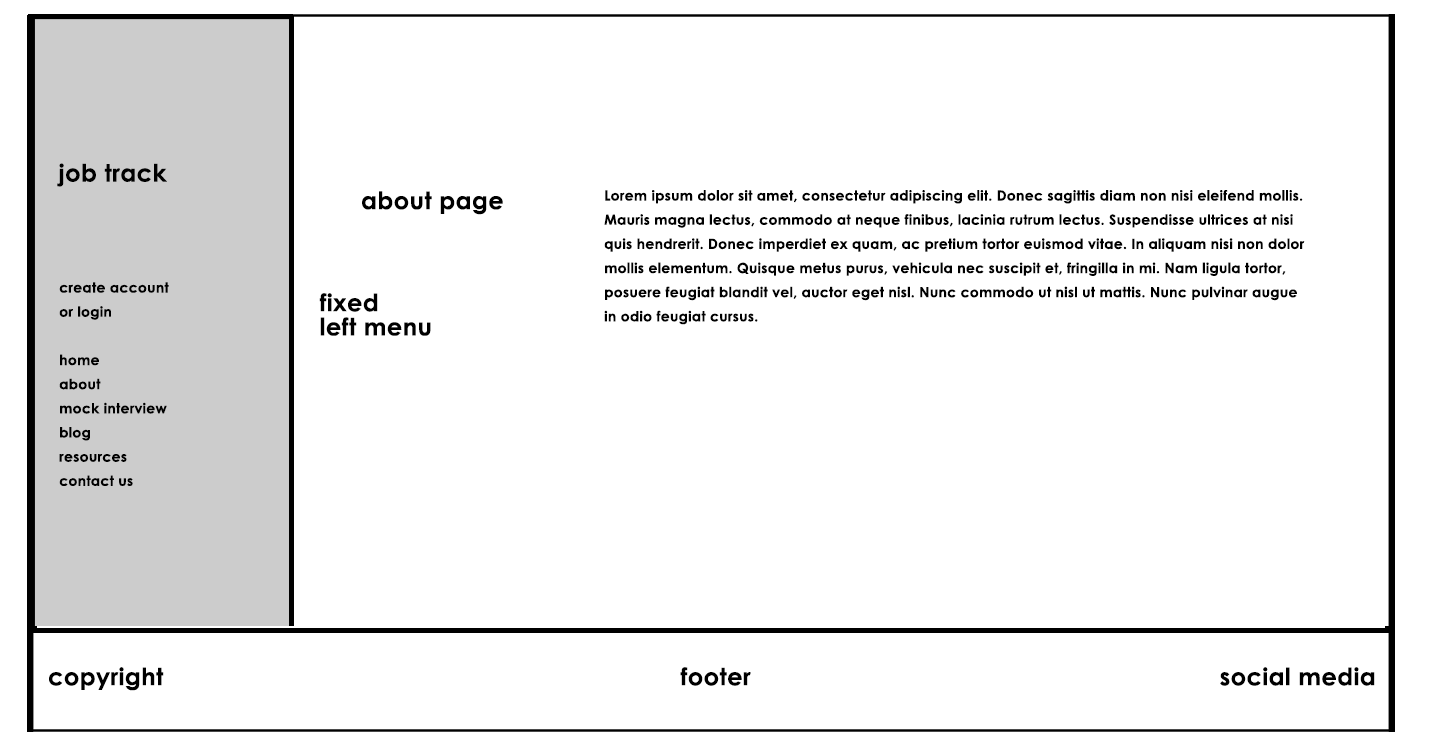 job track
create account
or login
home
about
mock interview
blog
resources
contact us
about page
fixed
left menu
Lorem ipsum dolor sit amet, consectetur adipiscing elit. Donec sagittis diam non nisi eleifend mollis.
Mauris magna lectus, commodo at neque finibus, lacinia rutrum lectus. Suspendisse ultrices at nisi
quis hendrerit. Donec imperdiet ex quam, ac pretium tortor euismod vitae. In aliquam nisi non dolor
mollis elementum. Quisque metus purus, vehicula nec suscipit et, fringilla in mi. Nam ligula tortor,
posuere feugiat blandit vel, auctor eget nisl. Nunc commodo ut nisl ut mattis. Nunc pulvinar augue
in odio feugiat cursus.
copyright
footer
social media